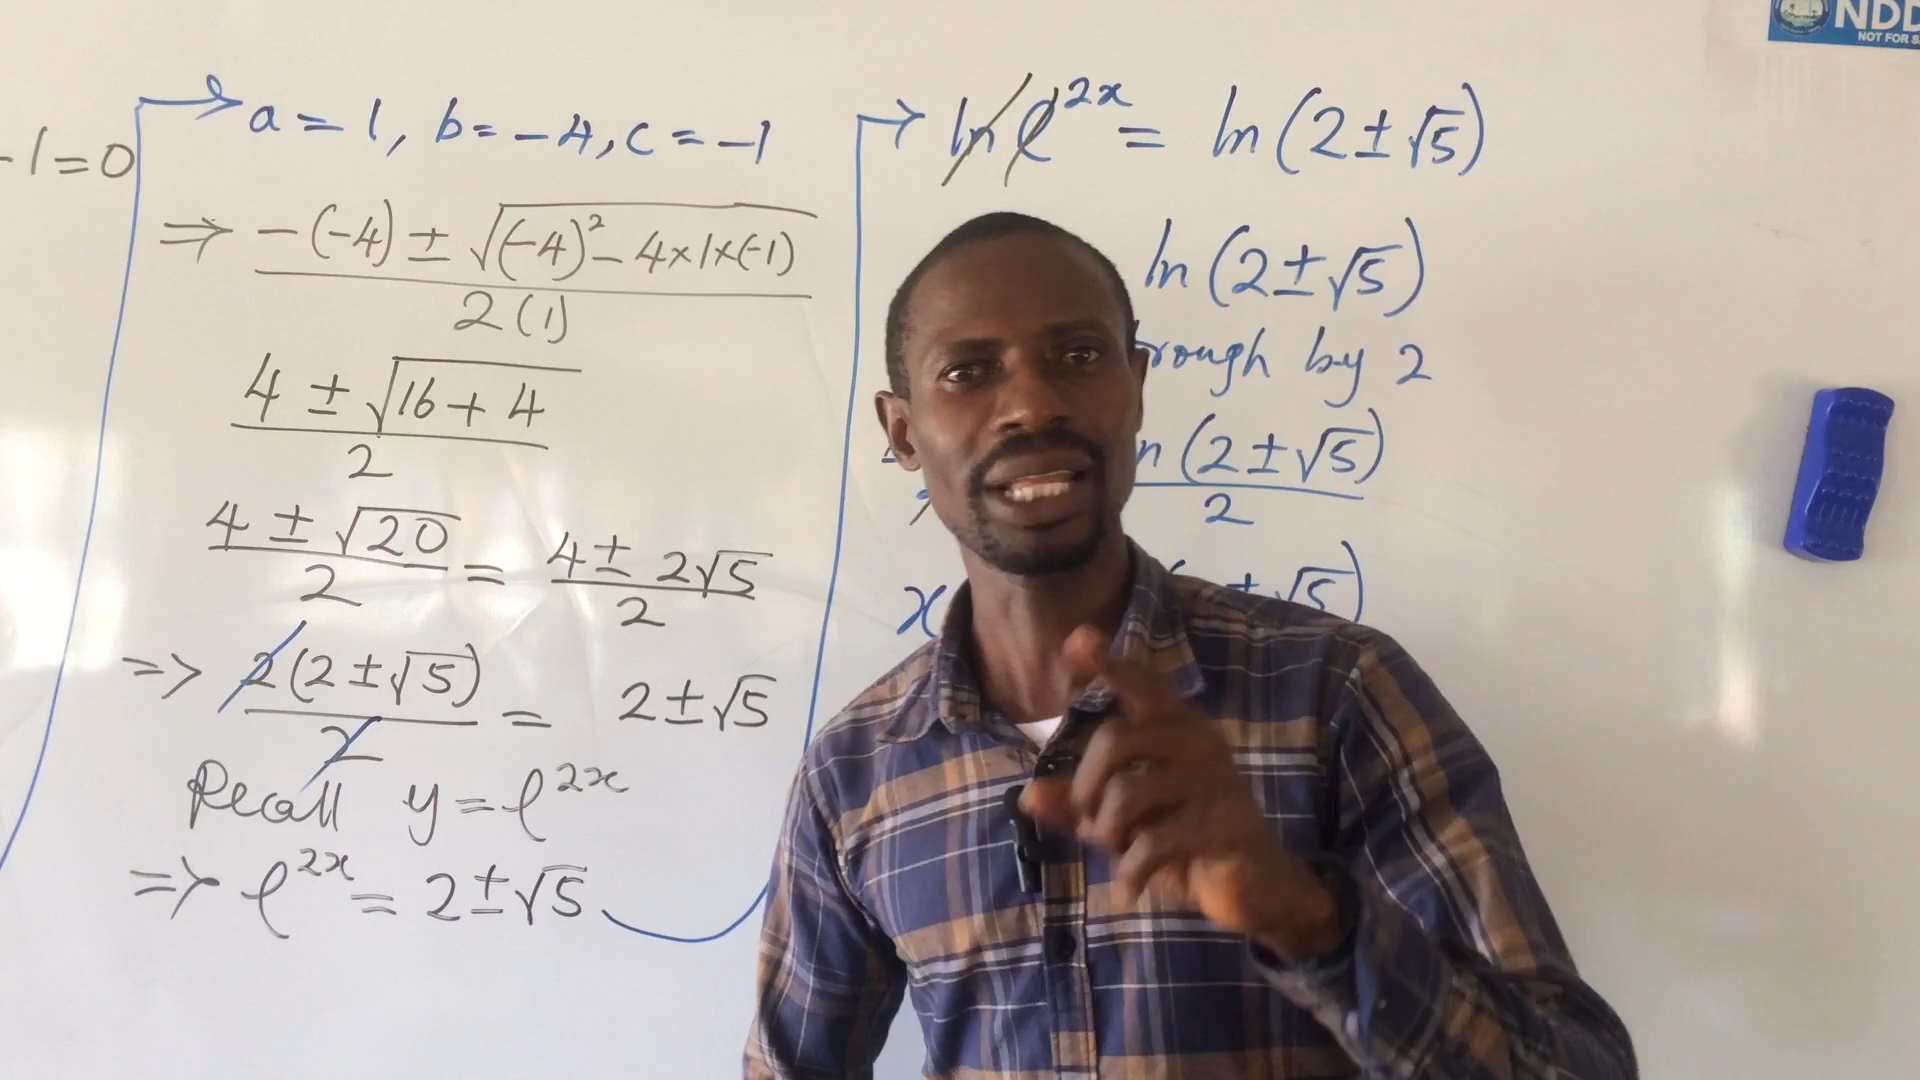 -1=0
a=1, b=-4, c=-1
⇒ -(-4) ± √(-4)² - 4×1×(-1)
2(1)
4 ± √16 + 4
2
4 ± √20 = 4 ± 2√5
2 2
=> 2(2±√5) = 2±√5
2
Recall y = e^2x
=> e^2x = 2±√5
ln e^2x = ln(2±√5)
ln(2±√5)
by 2
(2±√5)
2
x ± √5)
NDD
NOT FOR S